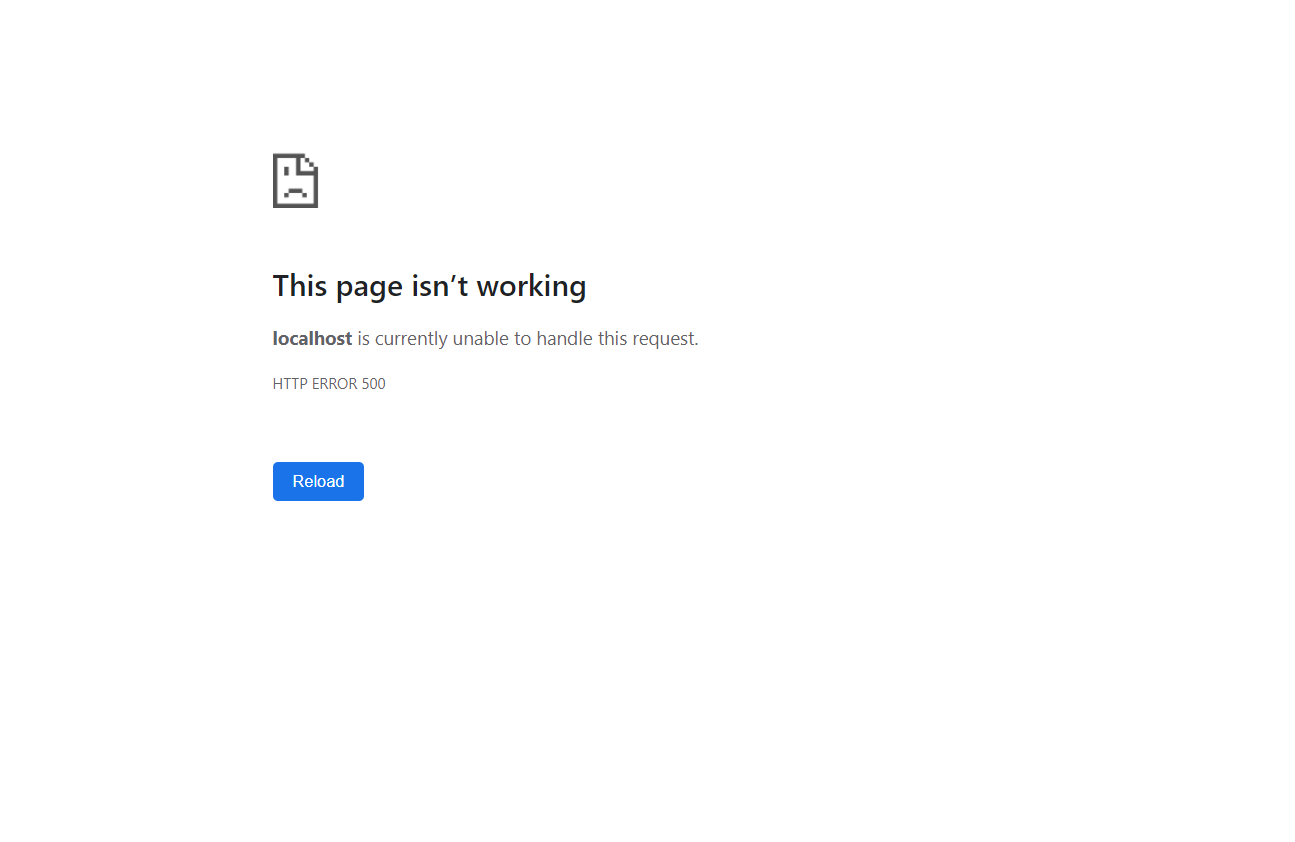 This page isn’t working
localhost is currently unable to handle this request.
HTTP ERROR 500
Reload